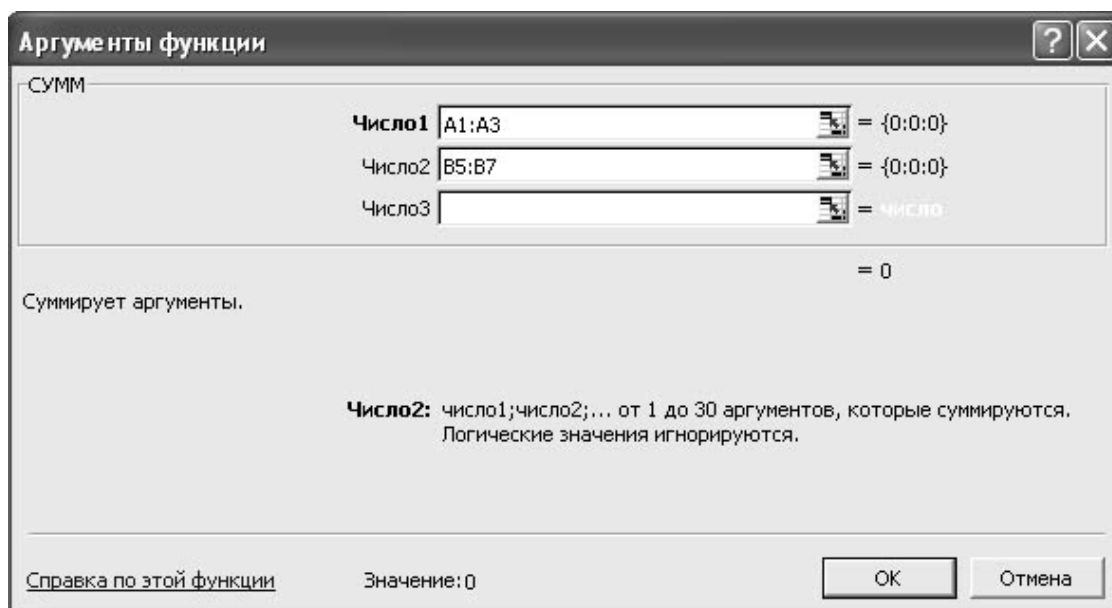 Аргументы функции
СУММ
Число1 A1:A3 = {0:0:0}
Число2 B5:B7 = {0:0:0}
Число3 = число
= 0
Суммирует аргументы.
Число2: число1;число2;... от 1 до 30 аргументов, которые суммируются.
Логические значения игнорируются.
Справка по этой функции Значение:0 OK Отмена